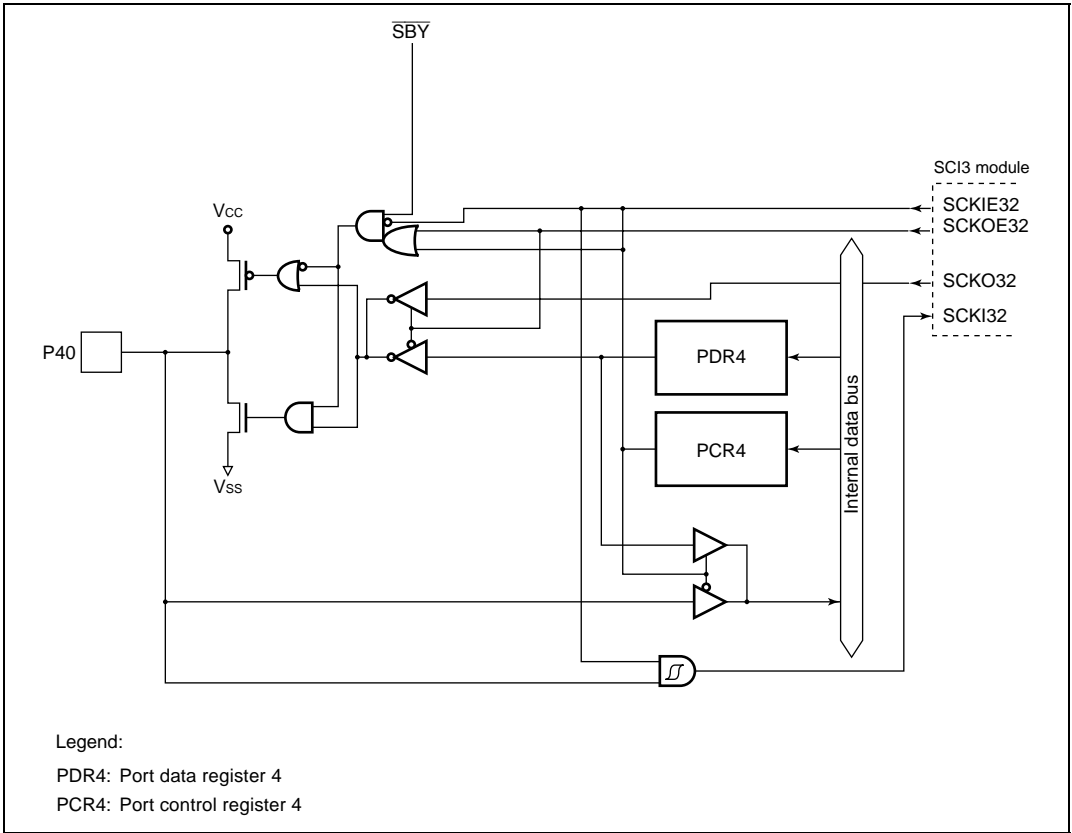 SBY
SCI3 module
SCKIE32
VCC
SCKOE32
SCKO32
SCKI32
P40
PDR4
PCR4
Internal data bus
VSS
Legend:
PDR4: Port data register 4
PCR4: Port control register 4